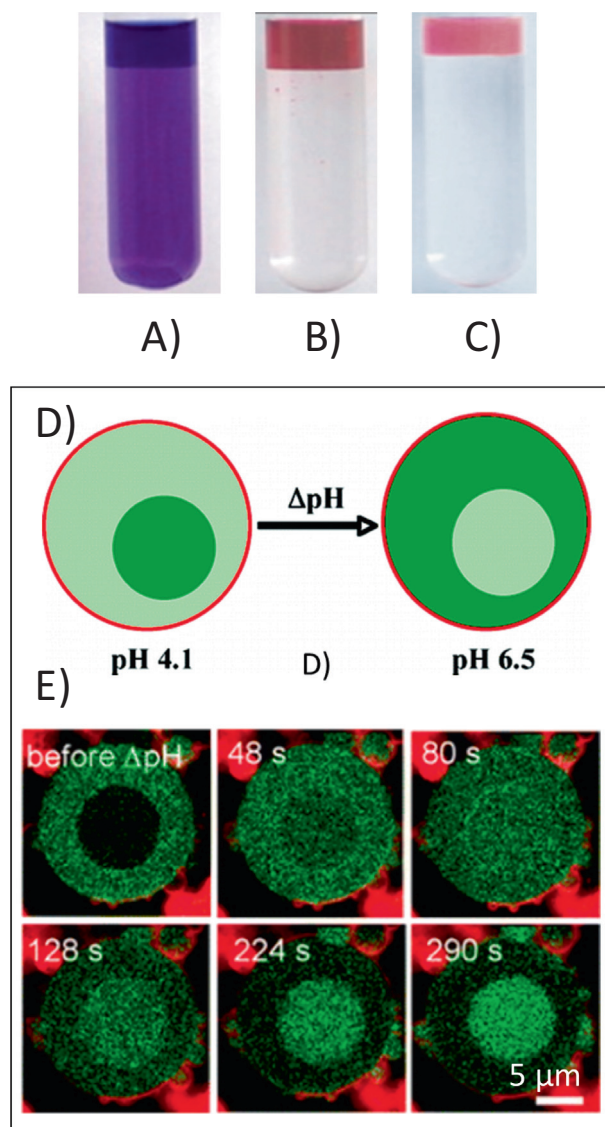 A) B) C)
D)
ΔpH
pH 4.1 D) pH 6.5
E)
before ΔpH 48 s 80 s
128 s 224 s 290 s
5 μm